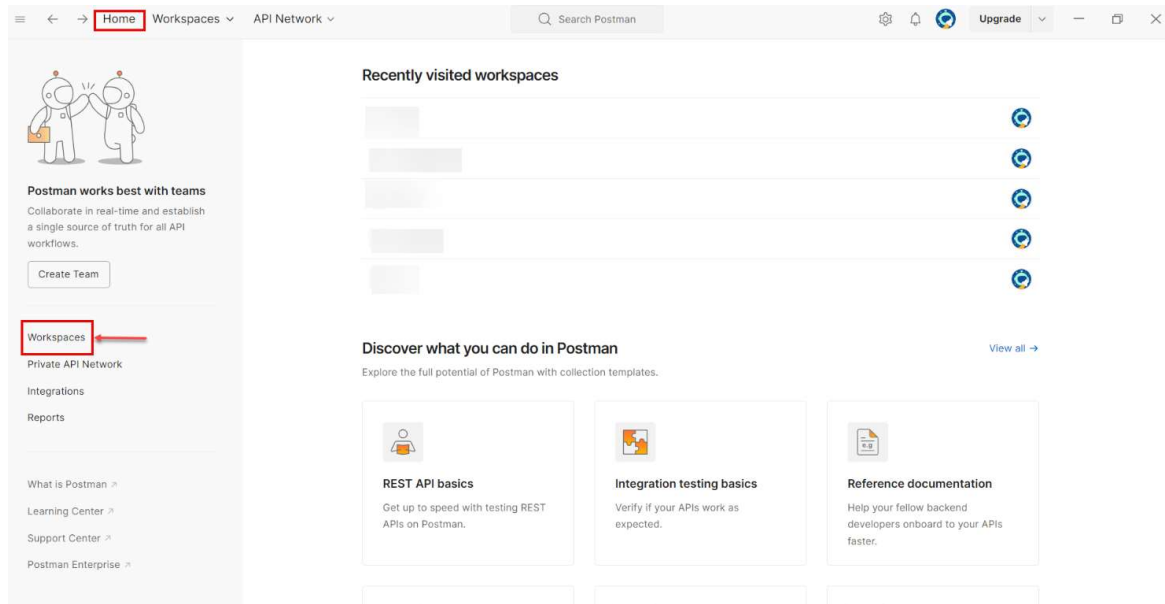 Home Workspaces API Network Search Postman Upgrade
Postman works best with teams
Collaborate in real-time and establish
a single source of truth for all API
workflows.
Create Team
Workspaces
Private API Network
Integrations
Reports
What is Postman
Learning Center
Support Center
Postman Enterprise
Recently visited workspaces
Discover what you can do in Postman
View all →
Explore the full potential of Postman with collection templates.
REST API basics
Get up to speed with testing REST
APIs on Postman.
Integration testing basics
Verify if your APIs work as
expected.
e.g
Reference documentation
Help your fellow backend
developers onboard to your APIs
faster.